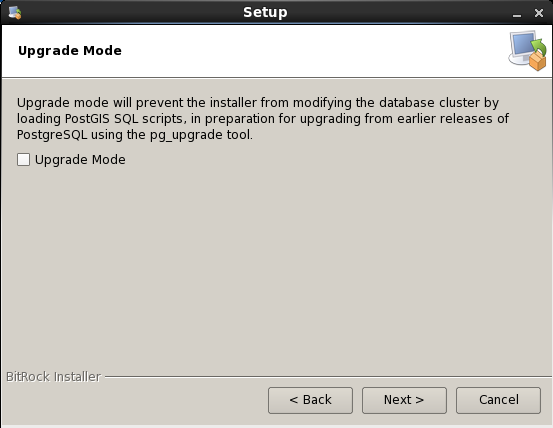 Setup
Upgrade Mode
Upgrade mode will prevent the installer from modifying the database cluster by
loading PostGIS SQL scripts, in preparation for upgrading from earlier releases of
PostgreSQL using the pg_upgrade tool.
Upgrade Mode
BitRock Installer
< Back
Next >
Cancel